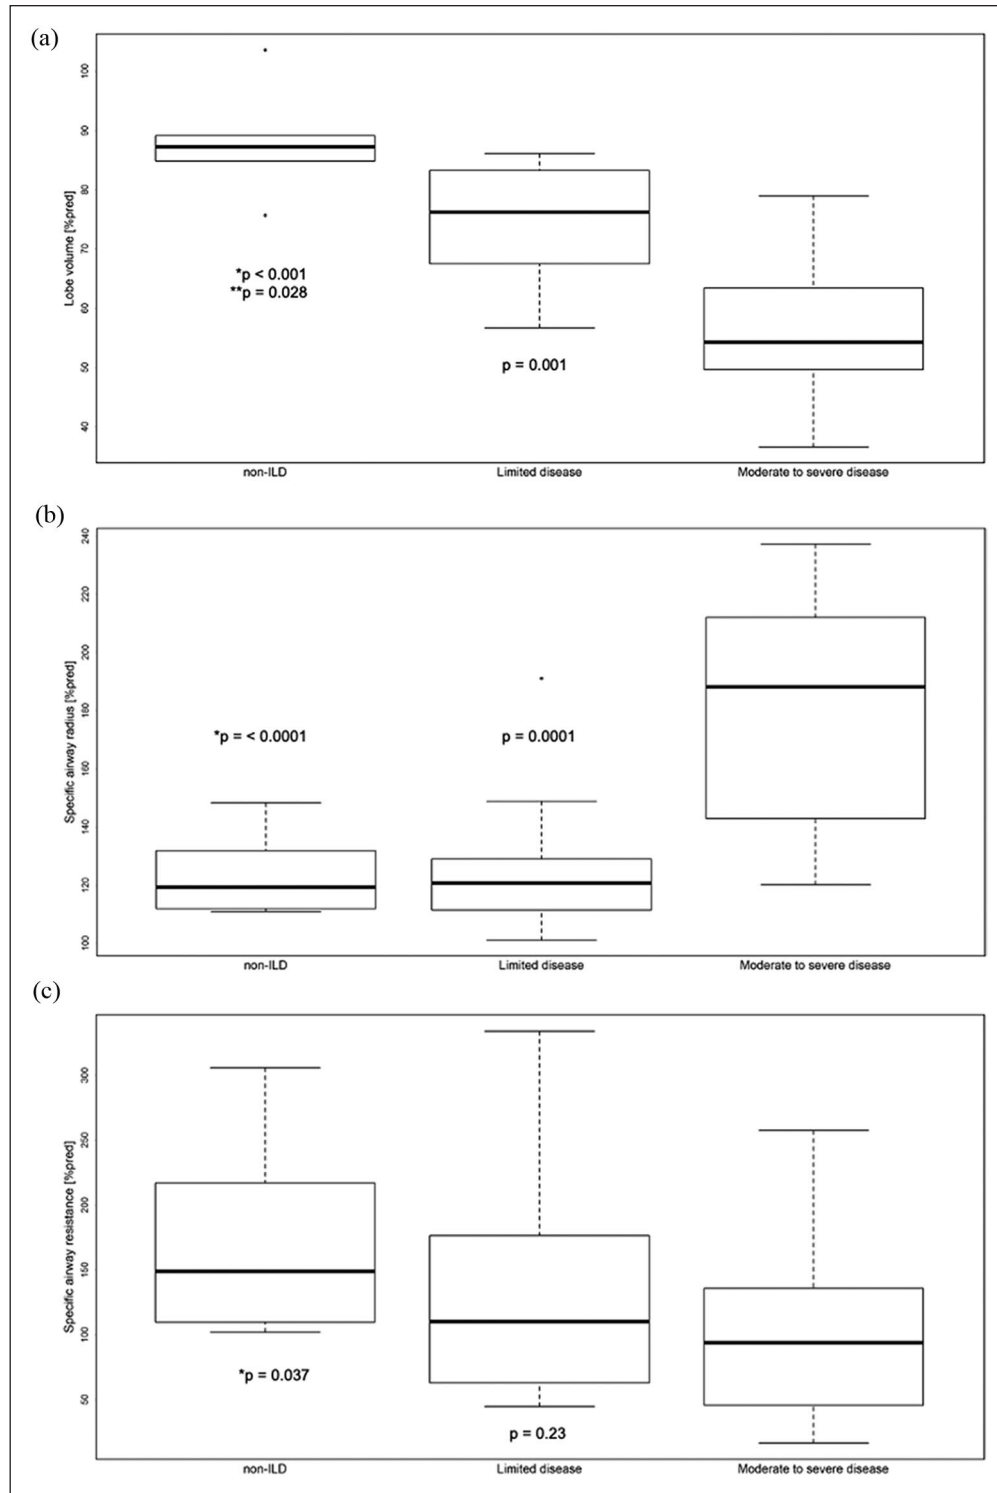 (a)
Lobe volume [%pred]
100
90
80
70
60
50
40
*p < 0.001
**p = 0.028
p = 0.001
non-ILD
Limited disease
Moderate to severe disease
(b)
Specific airway radius [%pred]
240
220
200
180
160
140
120
100
*p = < 0.0001
p = 0.0001
non-ILD
Limited disease
Moderate to severe disease
(c)
Specific airway resistance [%pred]
300
250
200
150
100
50
*p = 0.037
p = 0.23
non-ILD
Limited disease
Moderate to severe disease